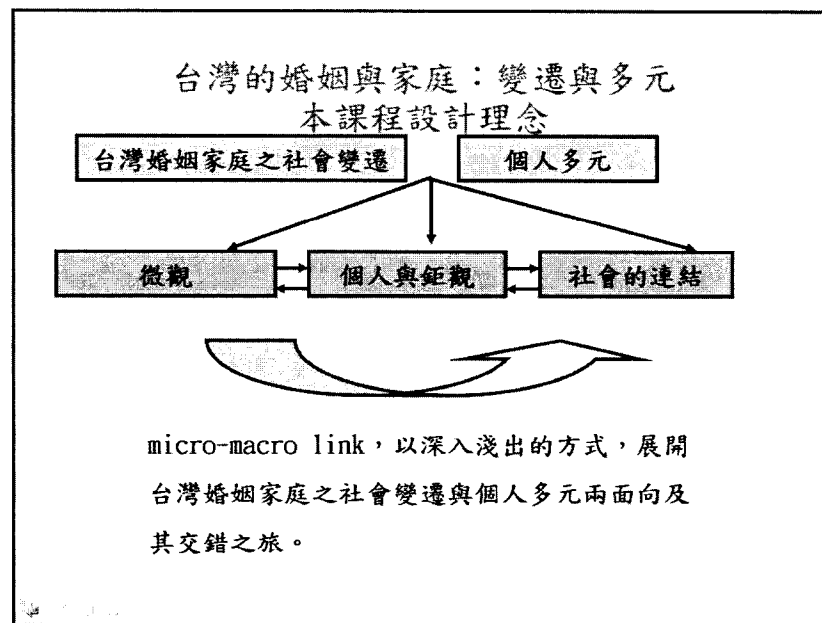 台灣的婚姻與家庭：變遷與多元
本課程設計理念
台灣婚姻家庭之社會變遷
個人多元
微觀
個人與鉅觀
社會的連結
micro-macro link，以深入淺出的方式，展開
台灣婚姻家庭之社會變遷與個人多元兩面向及
其交錯之旅。